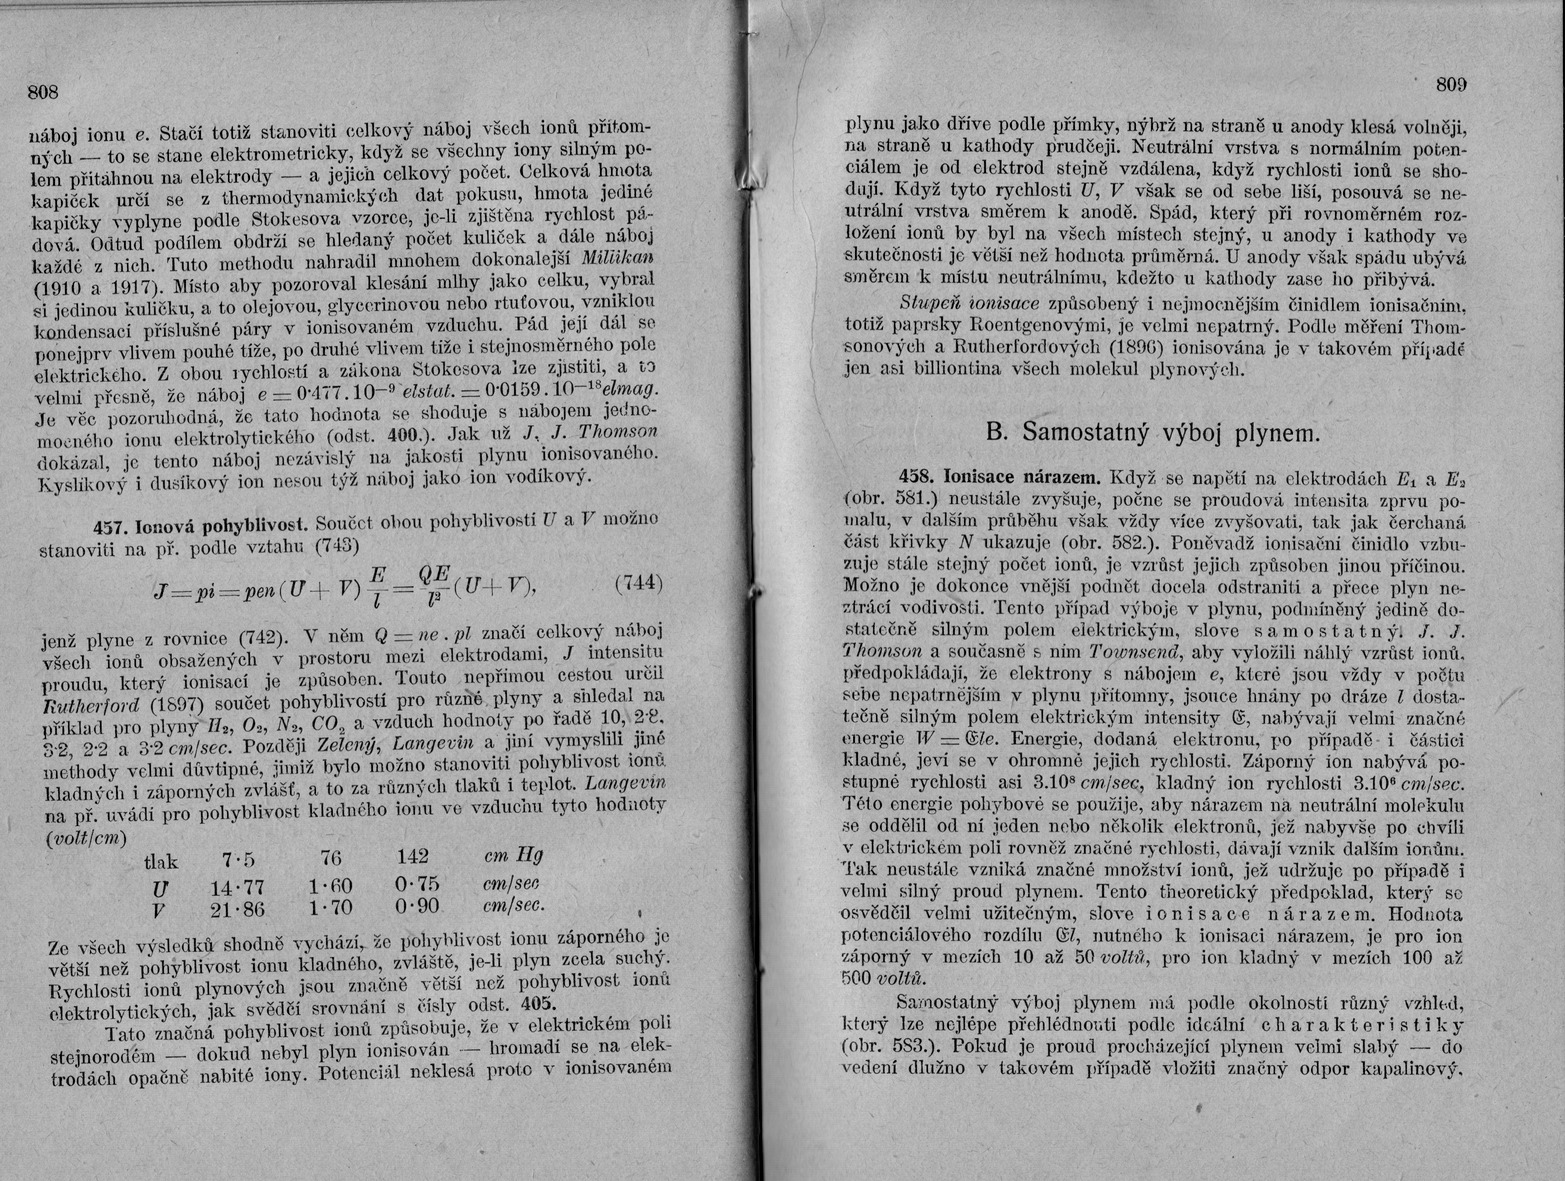 808
náboj ionu e. Stačí totiž stanoviti celkový náboj všech ionů přítom-
ných — to se stane elektrometricky, když se všechny iony silným po-
lem přitáhnou na elektrody — a jejich celkový počet. Celková hmota
kapiček určí se z thermodynamických dat pokusu, hmota jediné
kapičky vyplyne podle Stokesova vzorce, je-li zjištěna rychlost pá-
dová. Odtud podílem obdrží se hledaný počet kuliček a dále náboj
každé z nich. Tuto methodu nahradil mnohem dokonalejší Millikan
(1910 a 1917). Místo aby pozoroval klesání mlhy jako celku, vybral
si jedinou kuličku, a to olejovou, glycerinovou nebo rtuťovou, vzniklou
kondensací příslušné páry v ionisovaném vzduchu. Pád její dál se
ponejprv vlivem pouhé tíže, po druhé vlivem tíže i stejnosměrného pole
elektrického. Z obou rychlostí a zákona Stokesova lze zjistiti, a to
velmi přesně, že náboj e = 0·477.10—⁹ elstat. = 0·0159.10—¹⁸ elmag.
Je věc pozoruhodná, že tato hodnota se shoduje s nábojem jedno-
mocného ionu elektrolytického (odst. 400.). Jak už J. J. Thomson
dokázal, je tento náboj nezávislý na jakosti plynu ionisovaného.
Kyslíkový i dusíkový ion nesou týž náboj jako ion vodíkový.
457. Ionová pohyblivost. Součet obou pohyblivostí U a V možno
stanoviti na př. podle vztahu (743)
J = pi = pen (U + V) E/l = QE/l² (U + V), (744)
jenž plyne z rovnice (742). V něm Q = ne . pl značí celkový náboj
všech ionů obsažených v prostoru mezi elektrodami, J intensitu
proudu, který ionisací je způsoben. Touto nepřímou cestou určil
Rutherford (1897) součet pohyblivostí pro různé plyny a shledal na
příklad pro plyny H₂, O₂, N₂, CO₂ a vzduch hodnoty po řadě 10, 2·8,
3·2, 2·2 a 3·2 cm/sec. Později Zelený, Langevin a jiní vymyslili jiné
methody velmi důvtipné, jimiž bylo možno stanoviti pohyblivost ionů
kladných i záporných zvlášť, a to za různých tlaků i teplot. Langevin
na př. uvádí pro pohyblivost kladného ionu ve vzduchu tyto hodnoty
(volt/cm)
tlak 7·5 76 142 cm Hg
U 14·77 1·60 0·75 cm/sec
V 21·86 1·70 0·90 cm/sec.
Ze všech výsledků shodně vychází, že pohyblivost ionu záporného je
větší než pohyblivost ionu kladného, zvláště, je-li plyn zcela suchý.
Rychlosti ionů plynových jsou značně větší než pohyblivost ionů
elektrolytických, jak svědčí srovnání s čísly odst. 405.
Tato značná pohyblivost ionů způsobuje, že v elektrickém poli
stejnorodém — dokud nebyl plyn ionisován — hromadí se na elek-
trodách opačně nabité iony. Potenciál neklesá proto v ionisovaném
809
plynu jako dříve podle přímky, nýbrž na straně u anody klesá volněji,
na straně u kathody prudčeji. Neutrální vrstva s normálním poten-
ciálem je od elektrod stejně vzdálena, když rychlosti ionů se sho-
dují. Když tyto rychlosti U, V však se od sebe liší, posouvá se ne-
utrální vrstva směrem k anodě. Spád, který při rovnoměrném roz-
ložení ionů by byl na všech místech stejný, u anody i kathody ve
skutečnosti je větší než hodnota průměrná. U anody však spádu ubývá
směrem k místu neutrálnímu, kdežto u kathody zase ho přibývá.
Stupeň ionisace způsobený i nejmocnějším činidlem ionisačním,
totiž paprsky Roentgenovými, je velmi nepatrný. Podle měření Thom-
sonových a Rutherfordových (1896) ionisována je v takovém případě
jen asi billiontina všech molekul plynových.
B. Samostatný výboj plynem.
458. Ionisace nárazem. Když se napětí na elektrodách E₁ a E₂
(obr. 581.) neustále zvyšuje, počne se proudová intensita zprvu po-
malu, v dalším průběhu však vždy více zvyšovati, tak jak čerchaná
část křivky N ukazuje (obr. 582.). Poněvadž ionisační činidlo vzbu-
zuje stále stejný počet ionů, je vzrůst jejich způsoben jinou příčinou.
Možno je dokonce vnější podnět docela odstraniti a přece plyn ne-
ztrácí vodivosti. Tento případ výboje v plynu, podmíněný jedině do-
statečně silným polem elektrickým, slove samostatný. J. J.
Thomson a současně s ním Townsend, aby vyložili náhlý vzrůst ionů,
předpokládají, že elektrony s nábojem e, které jsou vždy v počtu
sebe nepatrnějším v plynu přítomny, jsouce hnány po dráze l dosta-
tečně silným polem elektrickým intensity 𝔈, nabývají velmi značné
energie W = 𝔈le. Energie, dodaná elektronu, po případě i částici
kladné, jeví se v ohromné jejich rychlosti. Záporný ion nabývá po-
stupné rychlosti asi 3.10⁸ cm/sec, kladný ion rychlosti 3.10⁶ cm/sec.
Této energie pohybové se použije, aby nárazem na neutrální molekulu
se oddělil od ní jeden nebo několik elektronů, jež nabyvše po chvíli
v elektrickém poli rovněž značné rychlosti, dávají vznik dalším ionům.
Tak neustále vzniká značné množství ionů, jež udržuje po případě i
velmi silný proud plynem. Tento theoretický předpoklad, který se
osvědčil velmi užitečným, slove ionisace nárazem. Hodnota
potenciálového rozdílu 𝔈l, nutného k ionisaci nárazem, je pro ion
záporný v mezích 10 až 50 voltů, pro ion kladný v mezích 100 až
500 voltů.
Samostatný výboj plynem má podle okolností různý vzhled,
který lze nejlépe přehlédnouti podle ideální charakteristiky
(obr. 583.). Pokud je proud procházející plynem velmi slabý — do
vedení dlužno v takovém případě vložiti značný odpor kapalinový,